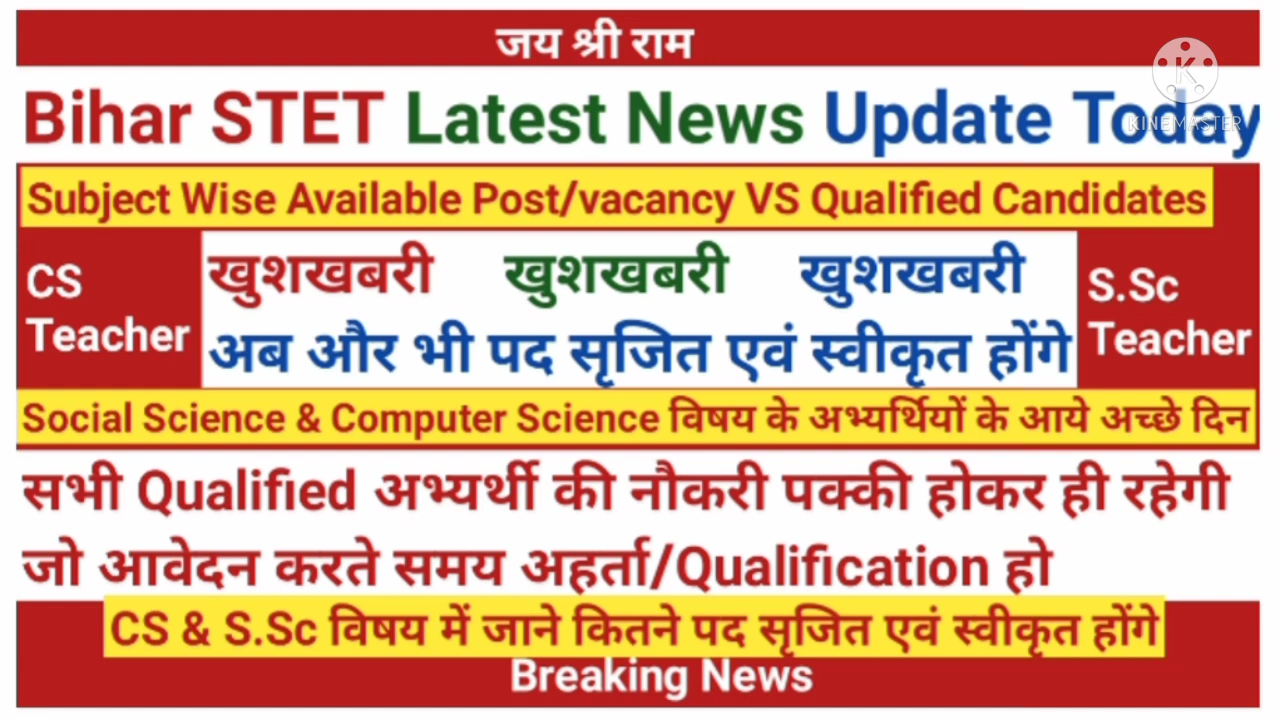 जय श्री राम
Bihar STET Latest News Update Today
KINEMASTER
Subject Wise Available Post/vacancy VS Qualified Candidates
CS Teacher
खुशखबरी खुशखबरी खुशखबरी
अब और भी पद सृजित एवं स्वीकृत होंगे
S.Sc Teacher
Social Science & Computer Science विषय के अभ्यर्थियों के आये अच्छे दिन
सभी Qualified अभ्यर्थी की नौकरी पक्की होकर ही रहेगी
जो आवेदन करते समय अहर्ता/Qualification हो
CS & S.Sc विषय में जाने कितने पद सृजित एवं स्वीकृत होंगे
Breaking News